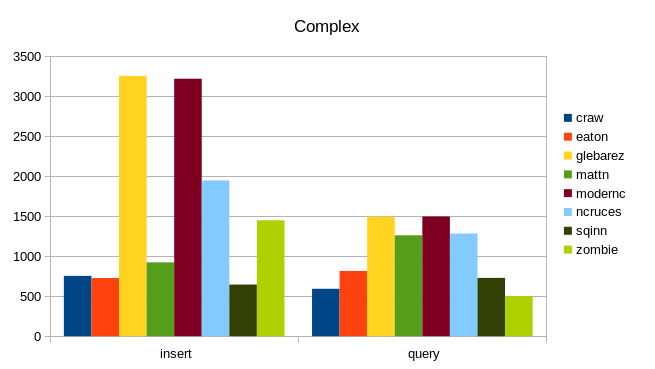 Complex
3500
3000
2500
2000
1500
1000
500
0
insert
query
craw
eaton
glebarez
mattn
modernc
ncruces
sqinn
zombie